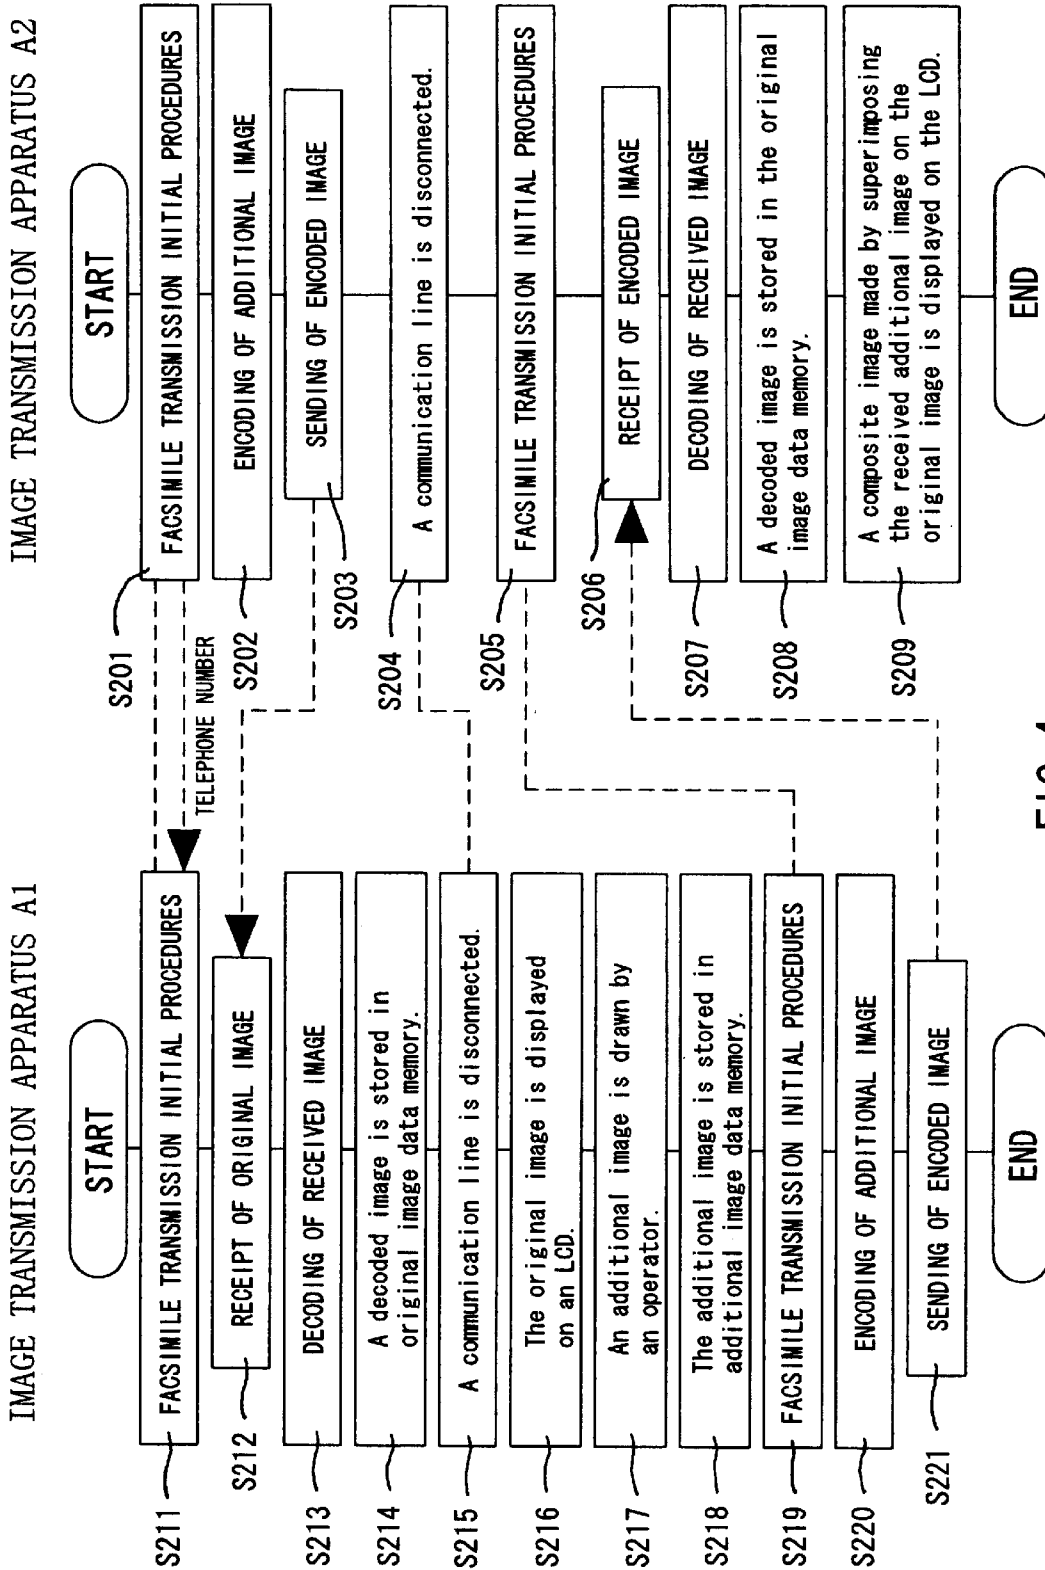 IMAGE TRANSMISSION APPARATUS A1
START
S211
FACSIMILE TRANSMISSION INITIAL PROCEDURES
S212
RECEIPT OF ORIGINAL IMAGE
S213
DECODING OF RECEIVED IMAGE
S214
A decoded image is stored in
original image data memory.
S215
A communication line is disconnected.
S216
The original image is displayed
on an LCD.
S217
An additional image is drawn by
an operator.
S218
The additional image is stored in
additional image data memory.
S219
FACSIMILE TRANSMISSION INITIAL PROCEDURES
S220
ENCODING OF ADDITIONAL IMAGE
S221
SENDING OF ENCODED IMAGE
END
TELEPHONE NUMBER
IMAGE TRANSMISSION APPARATUS A2
START
S201
FACSIMILE TRANSMISSION INITIAL PROCEDURES
S202
ENCODING OF ADDITIONAL IMAGE
S203
SENDING OF ENCODED IMAGE
S204
A communication line is disconnected.
S205
FACSIMILE TRANSMISSION INITIAL PROCEDURES
S206
RECEIPT OF ENCODED IMAGE
S207
DECODING OF RECEIVED IMAGE
S208
A decoded image is stored in the original
image data memory.
S209
A composite image made by superimposing
the received additional image on the
original image is displayed on the LCD.
END